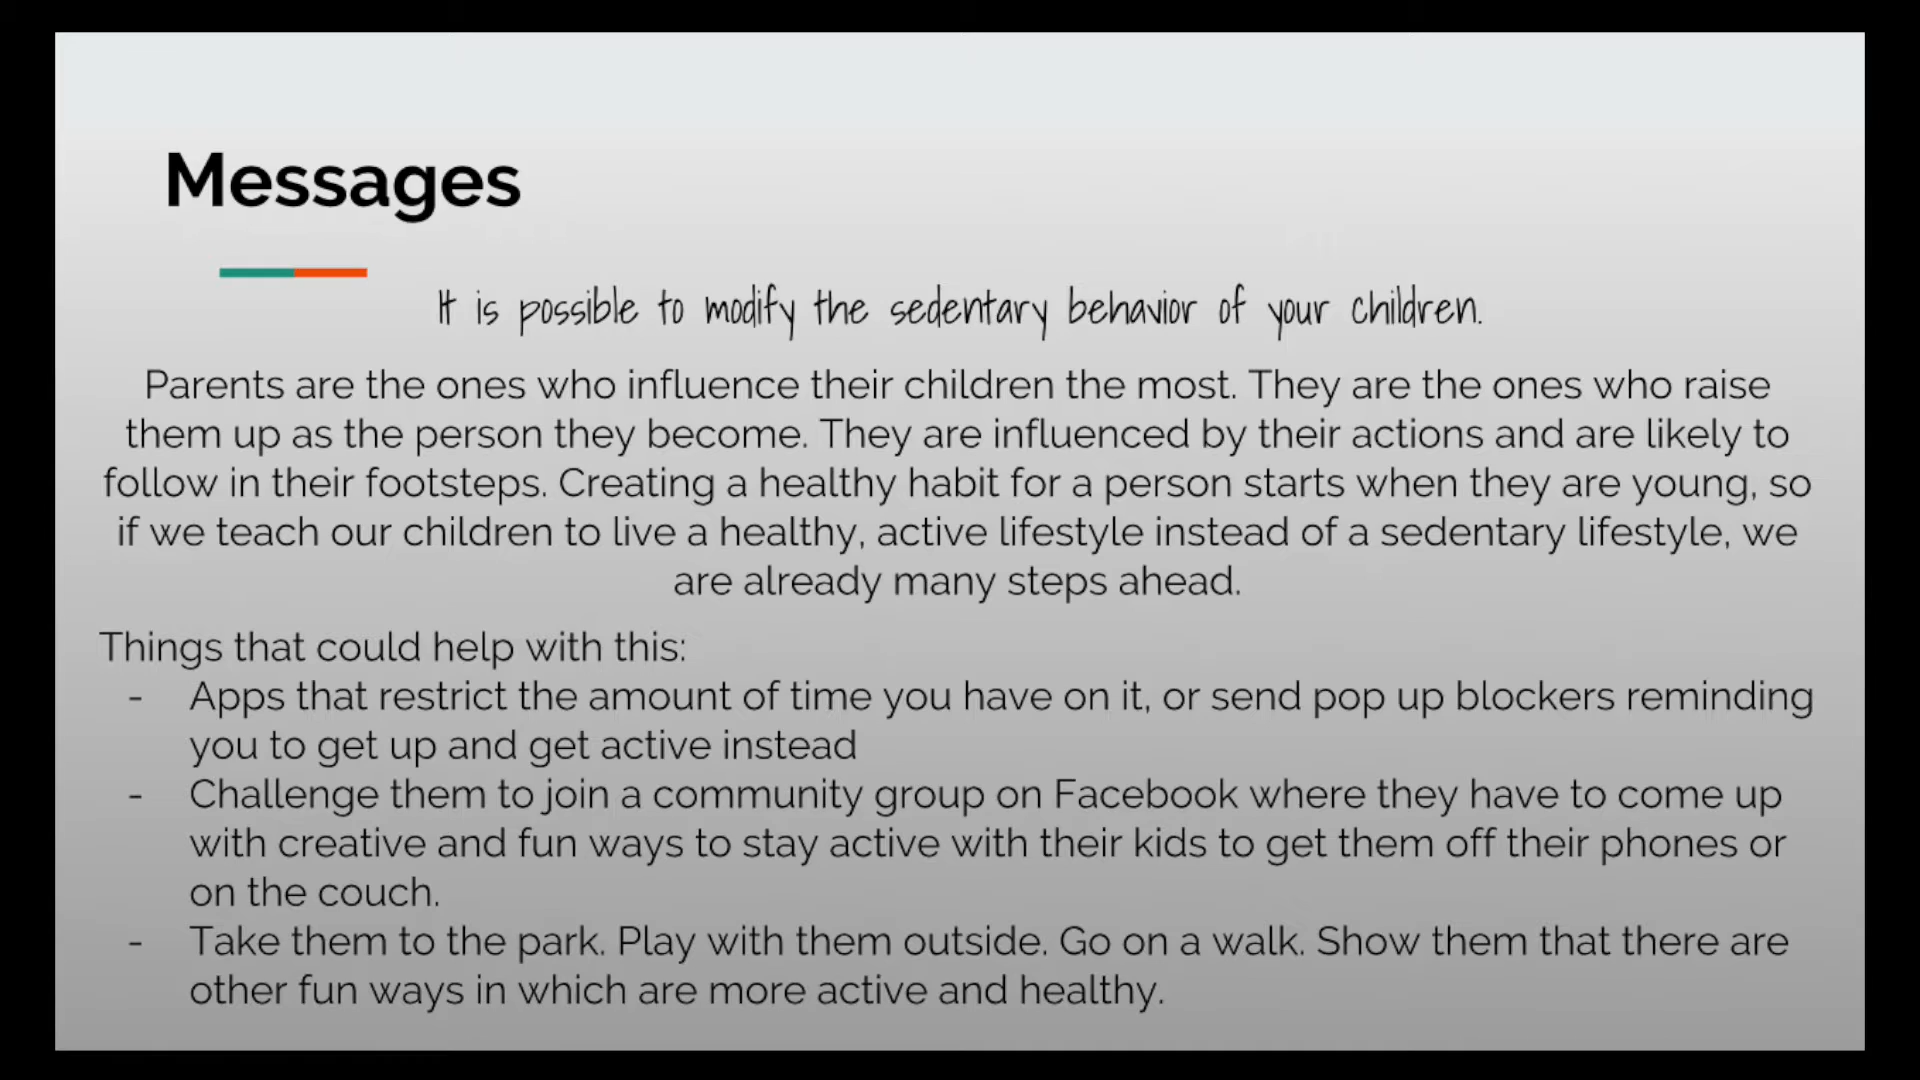 Messages
It is possible to modify the sedentary behavior of your children.
Parents are the ones who influence their children the most. They are the ones who raise
them up as the person they become. They are influenced by their actions and are likely to
follow in their footsteps. Creating a healthy habit for a person starts when they are young, so
if we teach our children to live a healthy, active lifestyle instead of a sedentary lifestyle, we
are already many steps ahead.
Things that could help with this:
- Apps that restrict the amount of time you have on it, or send pop up blockers reminding
you to get up and get active instead
- Challenge them to join a community group on Facebook where they have to come up
with creative and fun ways to stay active with their kids to get them off their phones or
on the couch.
- Take them to the park. Play with them outside. Go on a walk. Show them that there are
other fun ways in which are more active and healthy.